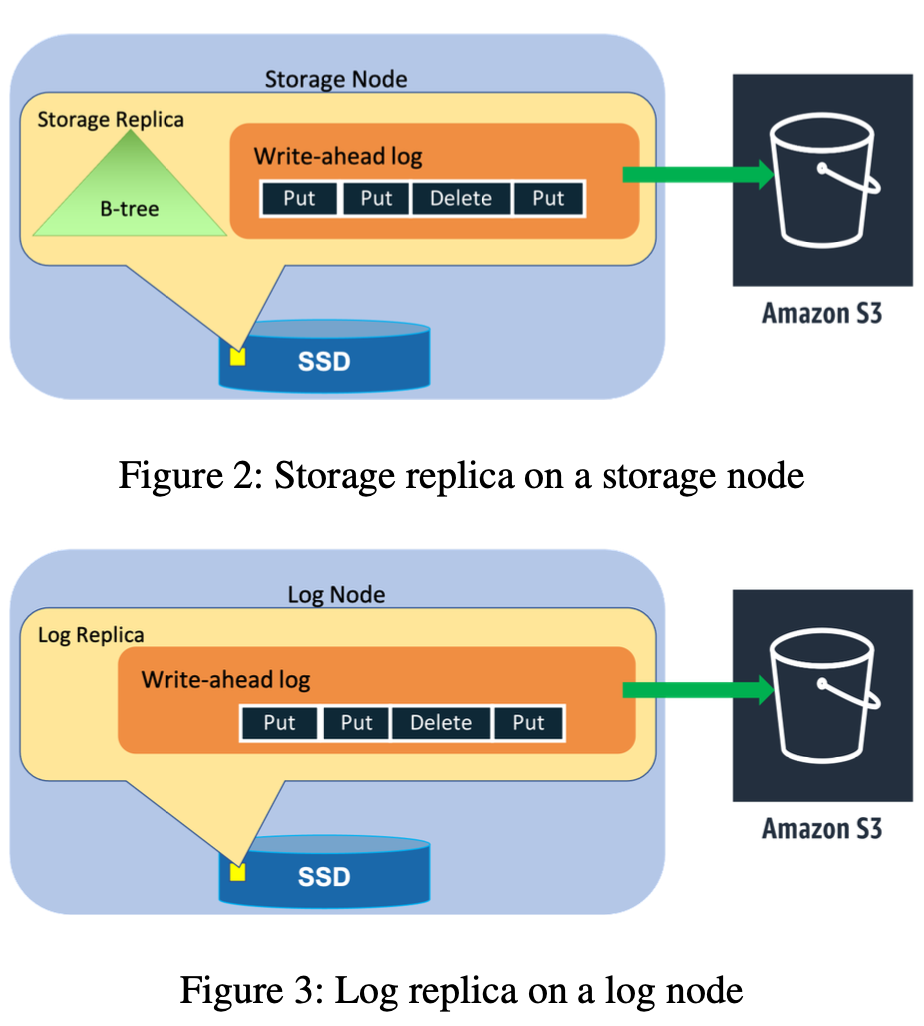 Storage Node
Storage Replica
B-tree
Write-ahead log
Put Put Delete Put
SSD
Amazon S3
Figure 2: Storage replica on a storage node
Log Node
Log Replica
Write-ahead log
Put Put Delete Put
SSD
Amazon S3
Figure 3: Log replica on a log node